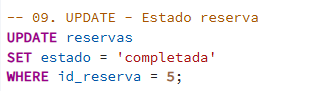 -- 09. UPDATE - Estado reserva
UPDATE reservas
SET estado = 'completada'
WHERE id_reserva = 5;